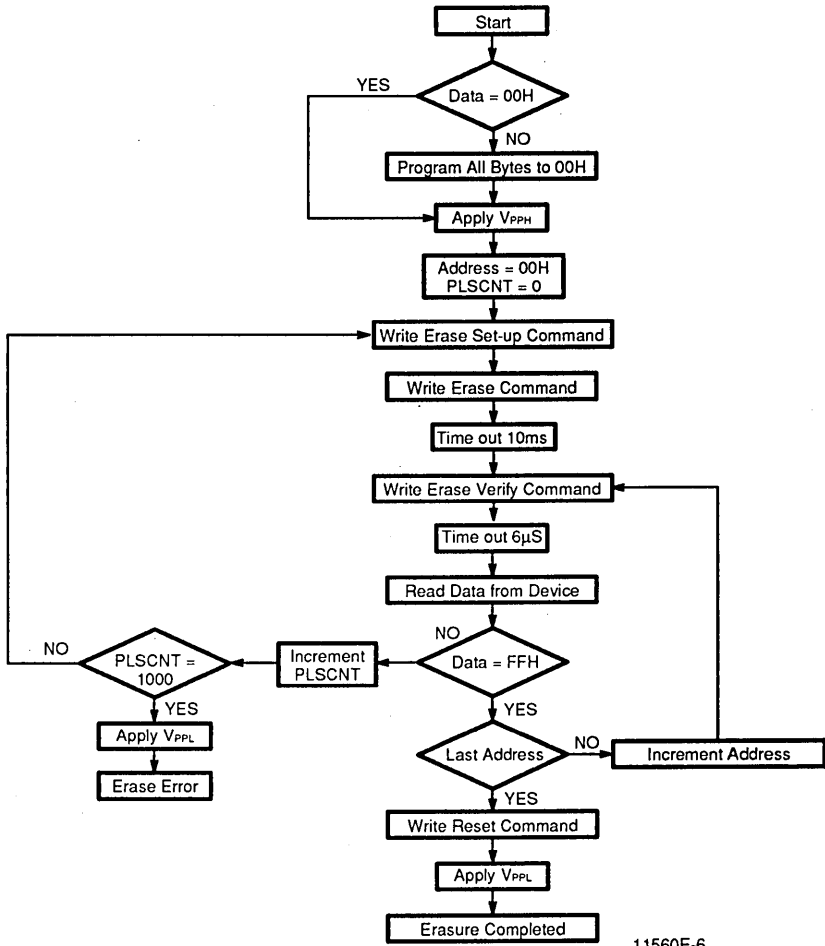 Start
YES
Data = 00H
NO
Program All Bytes to 00H
Apply VPPH
Address = 00H
PLSCNT = 0
Write Erase Set-up Command
Write Erase Command
Time out 10ms
Write Erase Verify Command
Time out 6µS
Read Data from Device
NO
Data = FFH
Increment
PLSCNT
NO
PLSCNT =
1000
YES
Apply VPPL
Erase Error
YES
Last Address
NO
Increment Address
YES
Write Reset Command
Apply VPPL
Erasure Completed
11560E-6